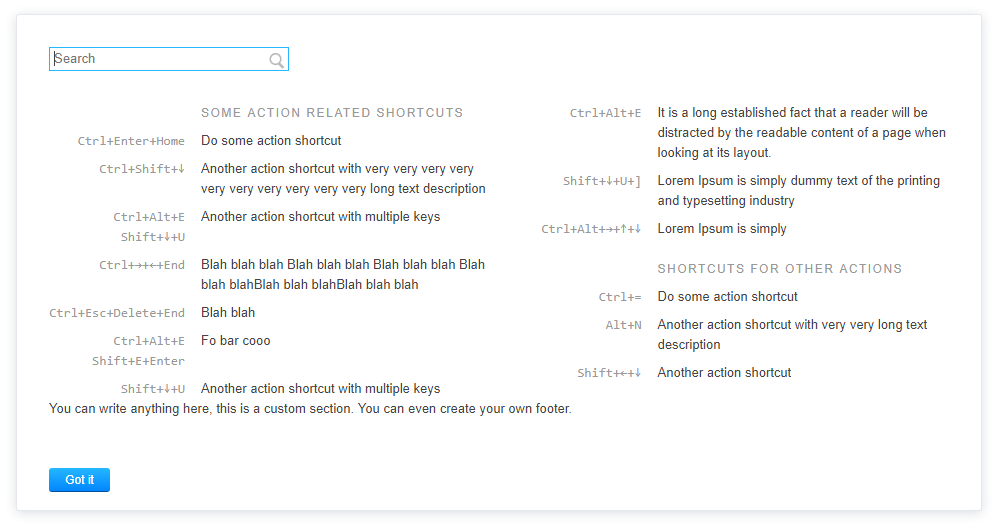 Search
SOME ACTION RELATED SHORTCUTS
Ctrl+Enter+Home Do some action shortcut
Ctrl+Shift+↓ Another action shortcut with very very very very
very very very very very very long text description
Ctrl+Alt+E Another action shortcut with multiple keys
Shift+↓+U
Ctrl+→+←+End Blah blah blah Blah blah blah Blah blah blah Blah
blah blahBlah blah blahBlah blah blah
Ctrl+Esc+Delete+End Blah blah
Ctrl+Alt+E Fo bar cooo
Shift+E+Enter
Shift+↓+U Another action shortcut with multiple keys
Ctrl+Alt+E It is a long established fact that a reader will be
distracted by the readable content of a page when
looking at its layout.
Shift+↓+U+] Lorem Ipsum is simply dummy text of the printing
and typesetting industry
Ctrl+Alt+→+↑+↓ Lorem Ipsum is simply
SHORTCUTS FOR OTHER ACTIONS
Ctrl+= Do some action shortcut
Alt+N Another action shortcut with very very long text
description
Shift+←+↓ Another action shortcut
You can write anything here, this is a custom section. You can even create your own footer.
Got it